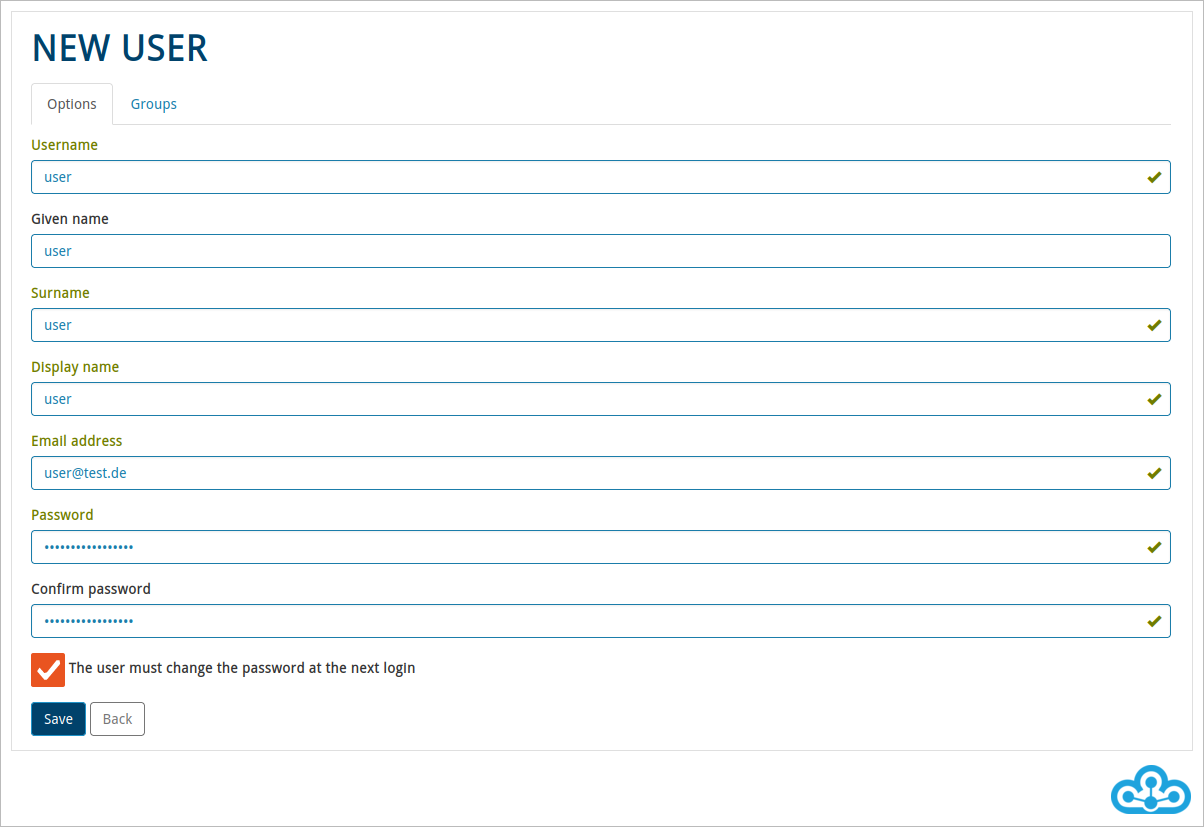 NEW USER
Options Groups
Username
user
Given name
user
Surname
user
Display name
user
Email address
user@test.de
Password
•••••••••••••••••
Confirm password
•••••••••••••••••
The user must change the password at the next login
Save Back